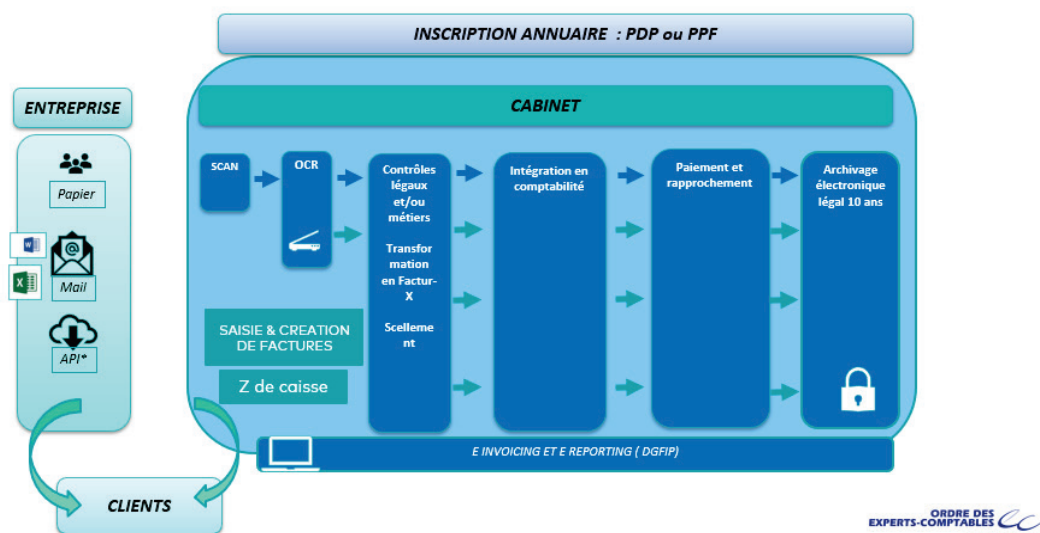 INSCRIPTION ANNUAIRE : PDP ou PPF
ENTREPRISE
Papier
@
Mail
API*
CABINET
SCAN
OCR
Contrôles
légaux
et/ou
métiers
Transfor
mation
en Factur-
X
Scelleme
nt
Intégration en
comptabilité
Paiement et
rapprochement
Archivage
électronique
légal 10 ans
SAISIE & CREATION
DE FACTURES
Z de caisse
E INVOICING ET E REPORTING ( DGFIP)
CLIENTS
ORDRE DES
EXPERTS-COMPTABLES